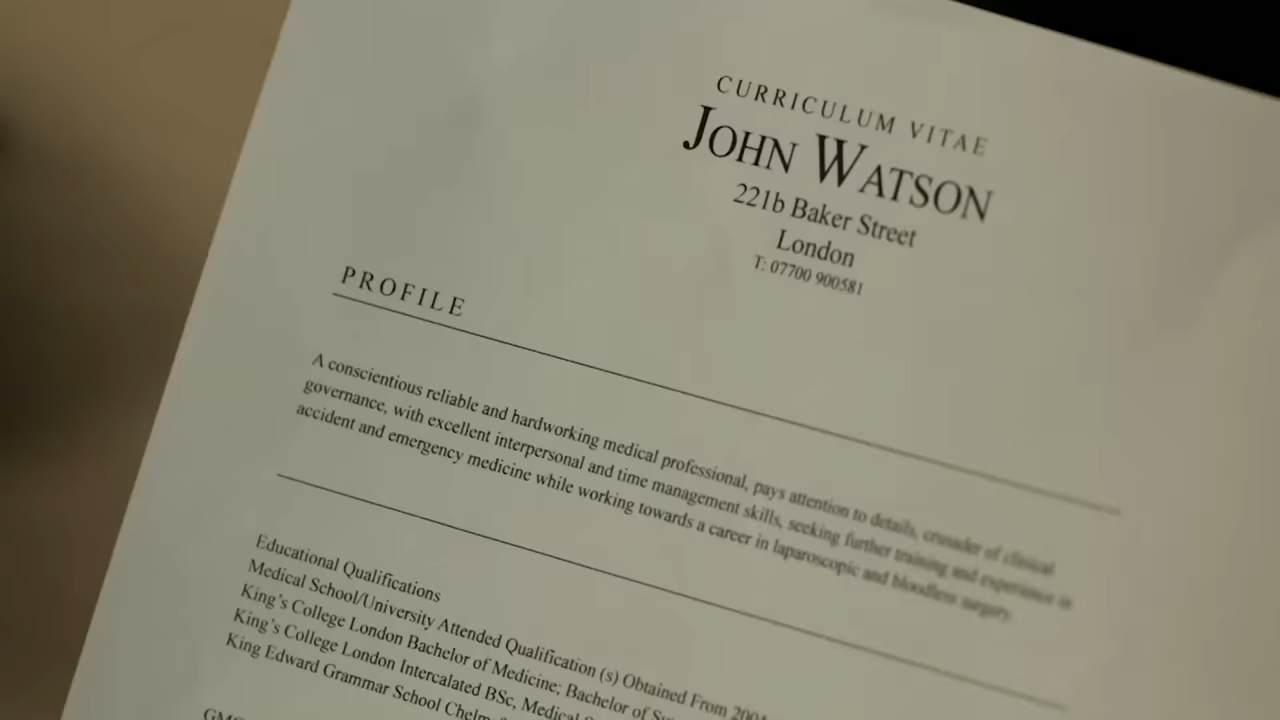 CURRICULUM VITAE
JOHN WATSON
221b Baker Street
London
T: 07700 900581
PROFILE
A conscientious reliable and hardworking medical professional, pays attention to details, crusader of clinical
governance, with excellent interpersonal and time management skills, seeking further training and experience in
accident and emergency medicine while working towards a career in laparoscopic and bloodless surgery.
Educational Qualifications
Medical School/University Attended Qualification (s) Obtained From 2004
King's College London Bachelor of Medicine; Bachelor of
King's College London Intercalated BSc, Medical
King Edward Grammar School